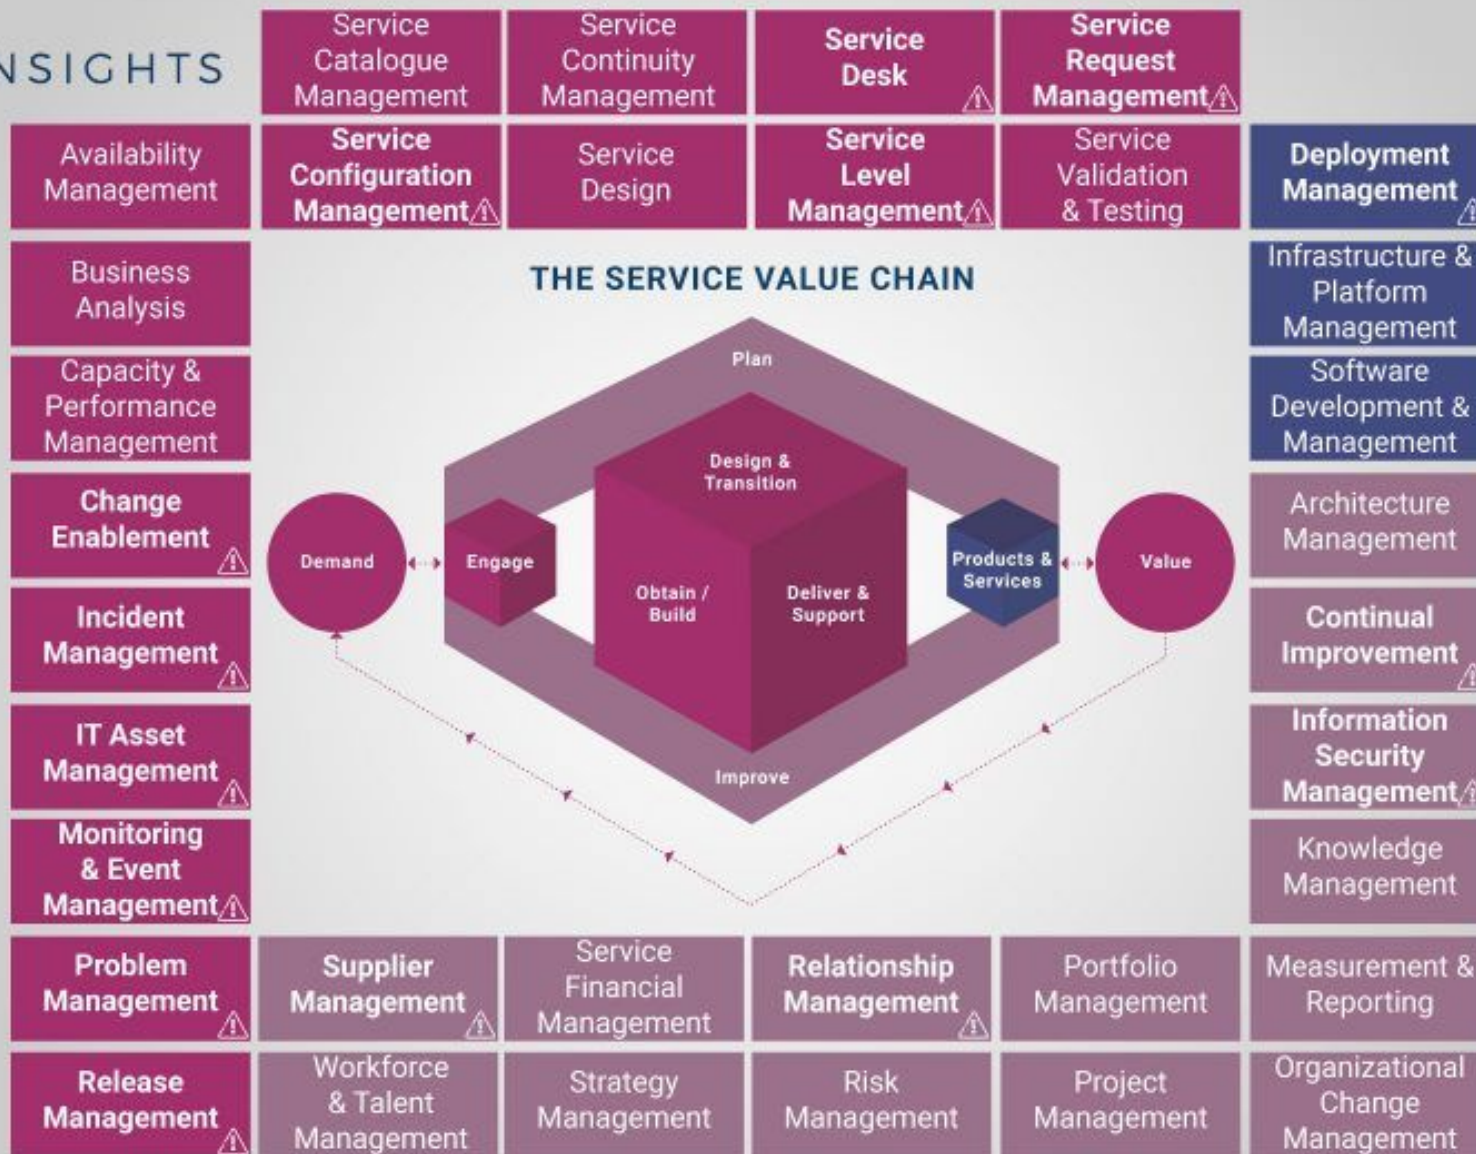 NSIGHTS
Service
Catalogue
Management
Service
Continuity
Management
Service
Desk
Service
Request
Management
Availability
Management
Service
Configuration
Management
Service
Design
Service
Level
Management
Service
Validation
& Testing
Deployment
Management
Business
Analysis
THE SERVICE VALUE CHAIN
Infrastructure &
Platform
Management
Capacity &
Performance
Management
Plan
Software
Development &
Management
Change
Enablement
Design &
Transition
Architecture
Management
Demand
Engage
Obtain /
Build
Deliver &
Support
Products &
Services
Value
Incident
Management
Continual
Improvement
IT Asset
Management
Improve
Information
Security
Management
Monitoring
& Event
Management
Knowledge
Management
Problem
Management
Supplier
Management
Service
Financial
Management
Relationship
Management
Portfolio
Management
Measurement &
Reporting
Release
Management
Workforce
& Talent
Management
Strategy
Management
Risk
Management
Project
Management
Organizational
Change
Management